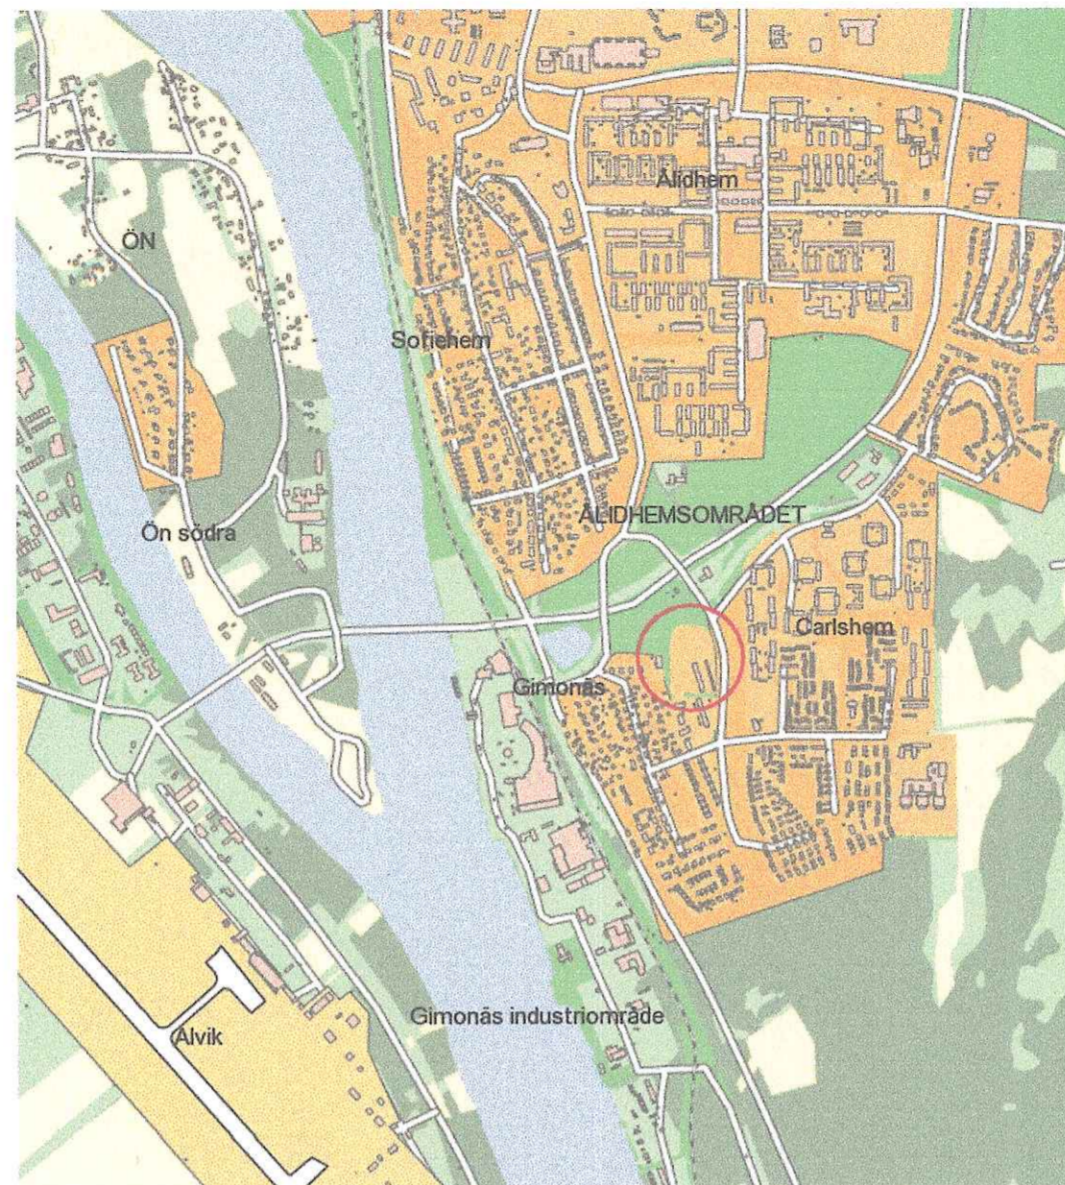 Ålidhem
ÖN
Sofiehem
Ön södra
ÅLIDHEMSOMRÅDET
Carlshem
Gimonäs
Gimonäs industriområde
Alvik